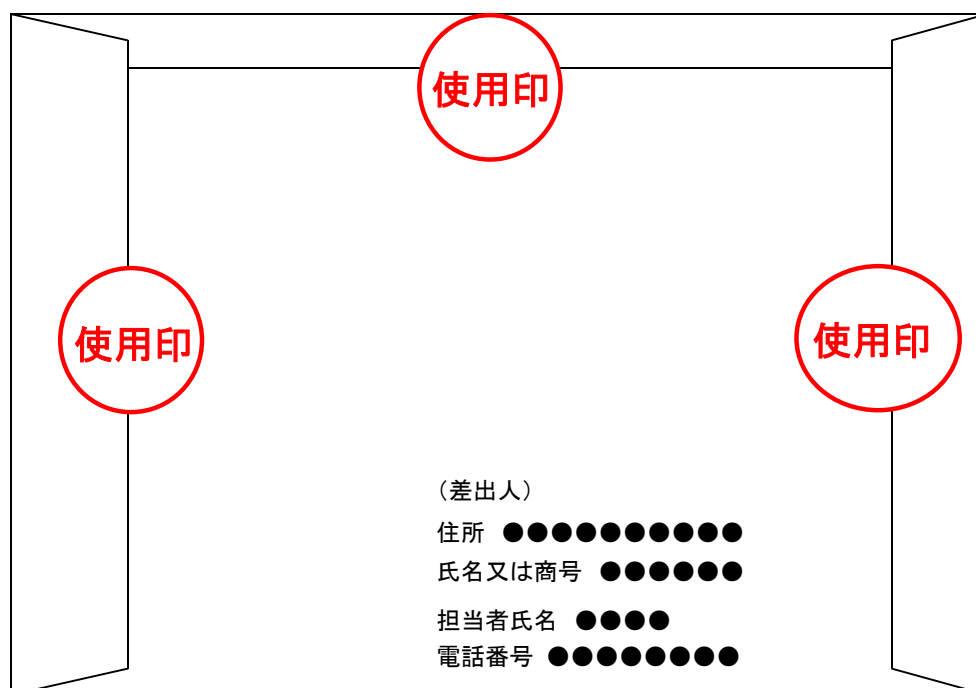 使用印
使用印
使用印
（差出人）
住所 ●●●●●●●●●●
氏名又は商号 ●●●●●●
担当者氏名 ●●●●
電話番号 ●●●●●●●●